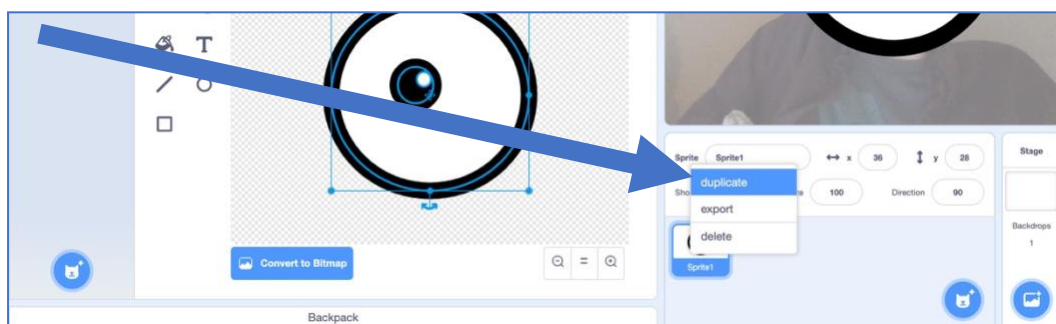 T
Sprite Sprite1 x 36 y 28
Stage
duplicate
100 Direction 90
export
delete
Backdrops
1
Convert to Bitmap
Sprite1
Backpack